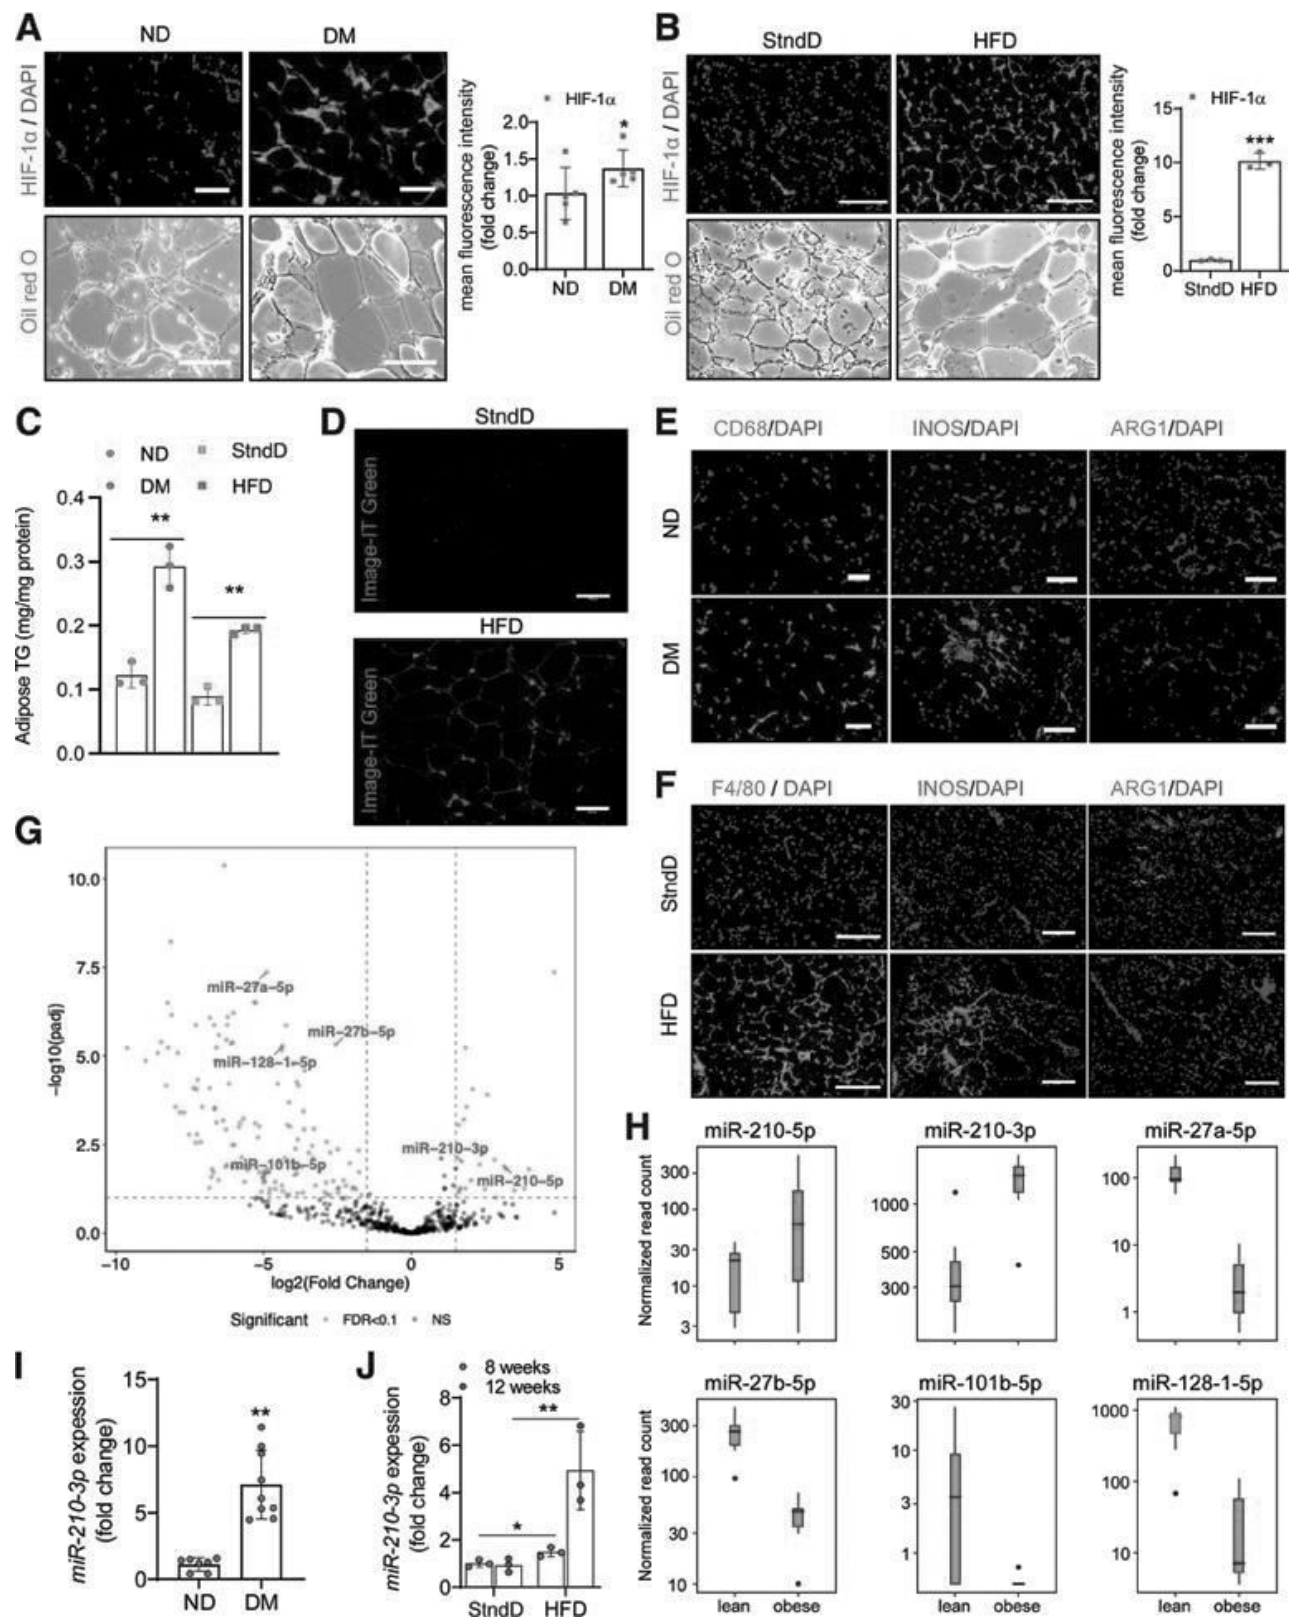 A
ND
DM
HIF-1α / DAPI
Oil red O
mean fluorescence intensity
(fold change)
HIF-1α
2.0
1.5
1.0
0.5
0.0
*
ND
DM
B
StndD
HFD
HIF-1α / DAPI
Oil red O
mean fluorescence intensity
(fold change)
HIF-1α
15
10
5
0
***
StndD
HFD
C
ND
StndD
DM
HFD
Adipose TG (mg/mg protein)
0.4
0.3
0.2
0.1
0.0
**
**
D
StndD
Image-IT Green
HFD
Image-IT Green
E
CD68/DAPI
INOS/DAPI
ARG1/DAPI
ND
DM
F
F4/80 / DAPI
INOS/DAPI
ARG1/DAPI
StndD
HFD
G
-log10(padj)
10.0
7.5
5.0
2.5
0.0
miR-27a-5p
miR-27b-5p
miR-128-1-5p
miR-210-3p
miR-101b-5p
miR-210-5p
-10
-5
0
5
log2(Fold Change)
Significant
FDR<0.1
NS
H
miR-210-5p
miR-210-3p
miR-27a-5p
Normalized read count
300
100
30
10
3
1000
500
300
100
10
1
miR-27b-5p
miR-101b-5p
miR-128-1-5p
Normalized read count
300
100
30
10
30
10
3
1
1000
100
10
lean
obese
lean
obese
lean
obese
I
miR-210-3p expession
(fold change)
15
10
5
0
**
ND
DM
J
8 weeks
12 weeks
miR-210-3p expression
(fold change)
8
6
4
2
0
**
*
StndD
HFD